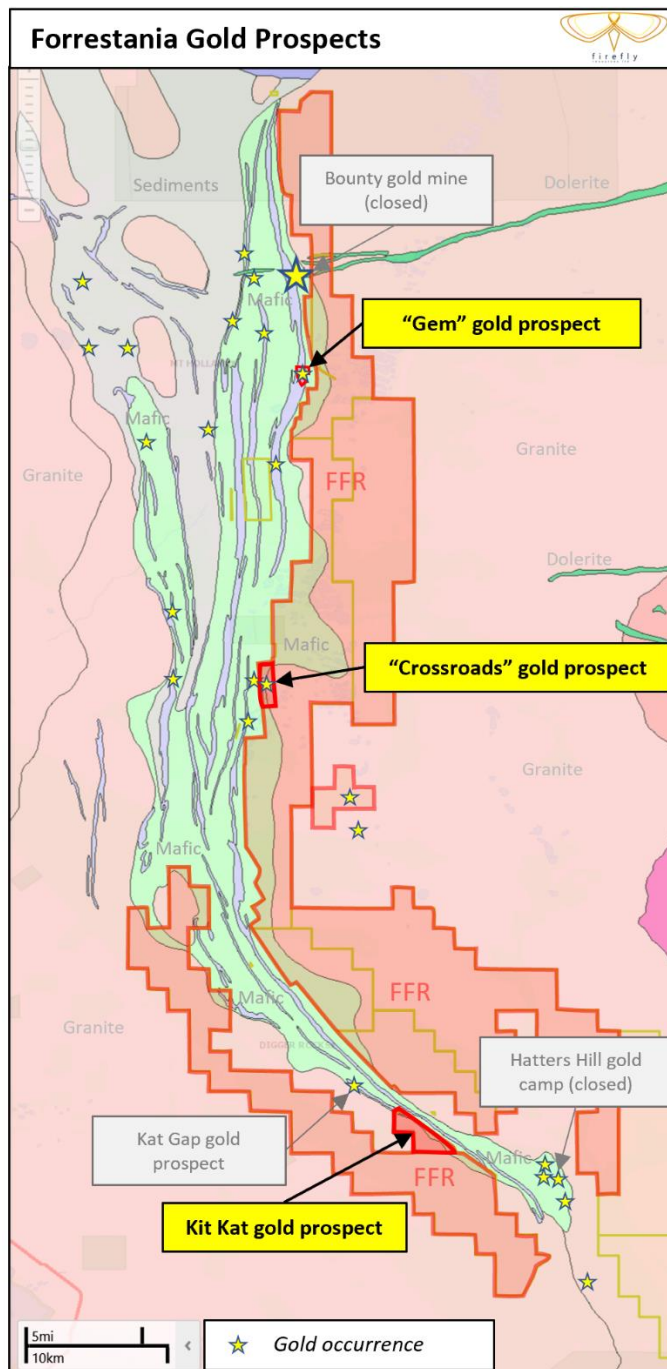 Forrestania Gold Prospects
firefly
Sediments
Bounty gold mine
(closed)
Dolerite
Mafic
"Gem" gold prospect
Mafic
Granite
FFR
Dolerite
Mafic
"Crossroads" gold prospect
Granite
Mafic
Mafic
FFR
Granite
Hatters Hill gold
camp (closed)
Kat Gap gold
prospect
Mafic
FFR
Kit Kat gold prospect
5mi
10km
Gold occurrence